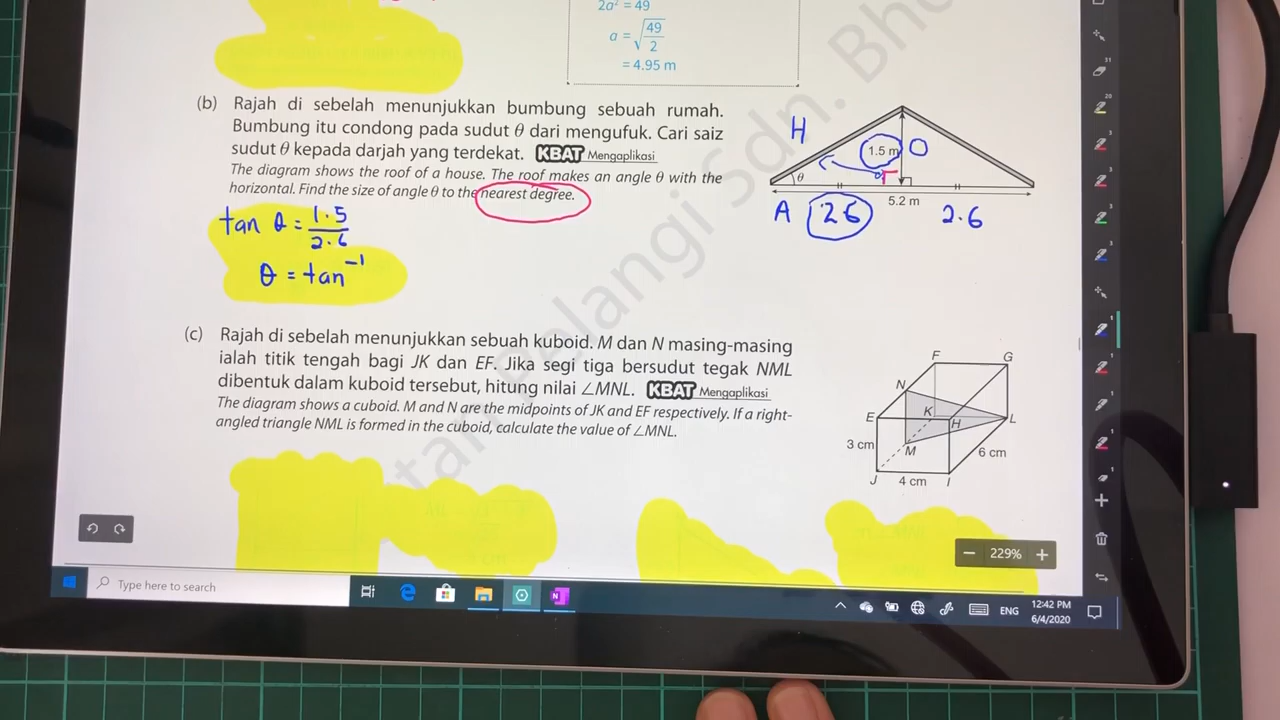 2a² = 49
a = √49/2
= 4.95 m
(b) Rajah di sebelah menunjukkan bumbung sebuah rumah.
Bumbung itu condong pada sudut θ dari mengufuk. Cari saiz
sudut θ kepada darjah yang terdekat. KBAT Mengaplikasi
The diagram shows the roof of a house. The roof makes an angle θ with the
horizontal. Find the size of angle θ to the nearest degree.
tan θ = 1.5/2.6
θ = tan⁻¹
H
1.5 m
O
θ
T
5.2 m
A
2.6
2.6
(c) Rajah di sebelah menunjukkan sebuah kuboid. M dan N masing-masing
ialah titik tengah bagi JK dan EF. Jika segi tiga bersudut tegak NML
dibentuk dalam kuboid tersebut, hitung nilai ∠MNL. KBAT Mengaplikasi
The diagram shows a cuboid. M and N are the midpoints of JK and EF respectively. If a right-
angled triangle NML is formed in the cuboid, calculate the value of ∠MNL.
F
G
N
E
K
H
L
3 cm
M
6 cm
J
4 cm
I
Pelangi Sdn. Bh
229%
Type here to search
ENG
12:42 PM
6/4/2020